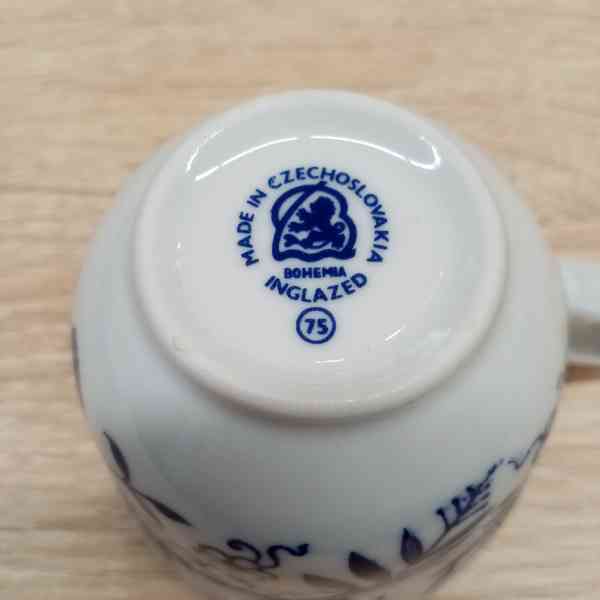 MADE IN CZECHOSLOVAKIA
BOHEMIA
INGLAZED
75